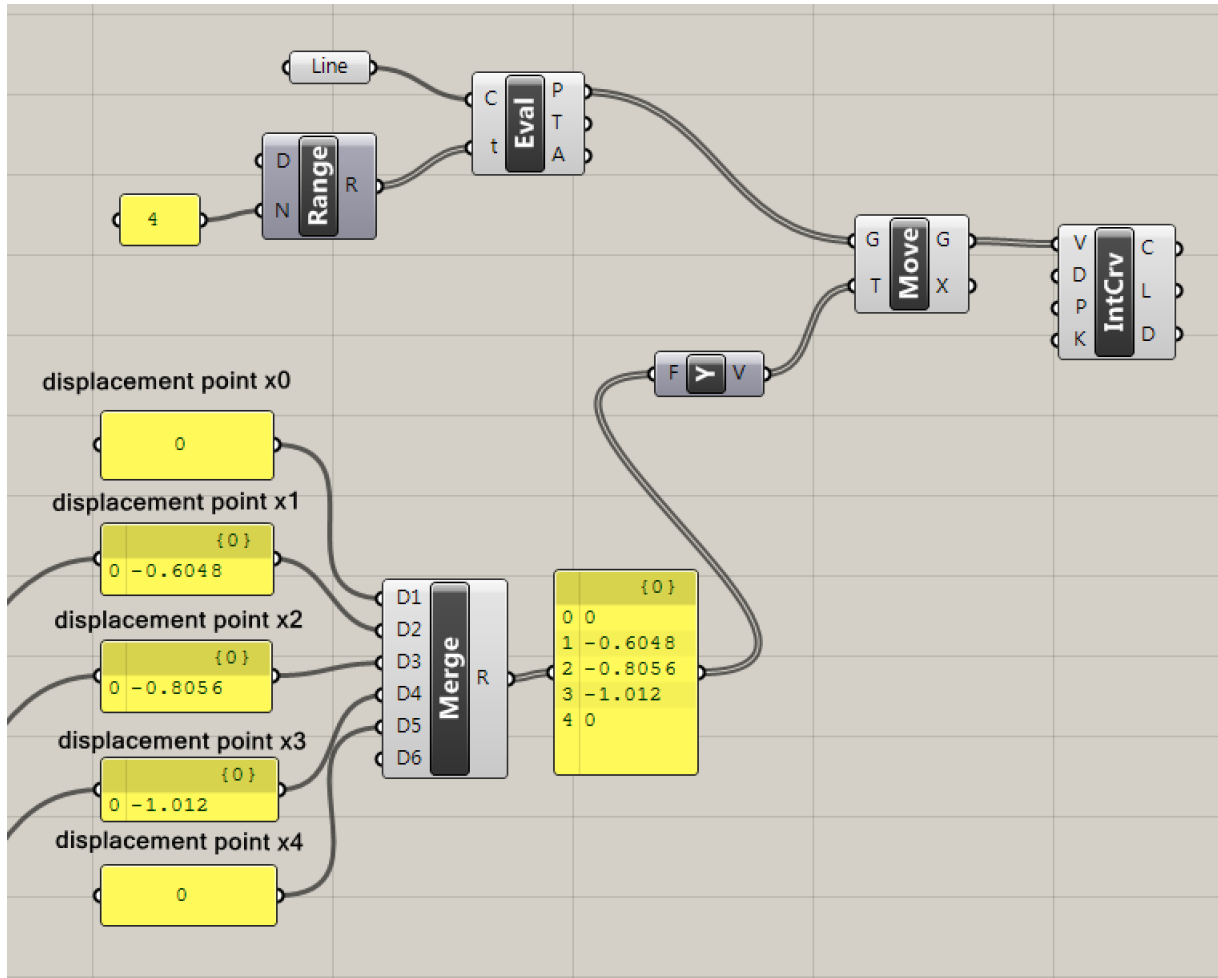 Line
C
t
Eval
P
T
A
D
N
Range
R
4
G
T
Move
G
X
V
D
P
K
IntCrv
C
L
D
F
Y
V
displacement point x0
0
displacement point x1
{0}
0 -0.6048
displacement point x2
{0}
0 -0.8056
displacement point x3
{0}
0 -1.012
displacement point x4
0
D1
D2
D3
D4
D5
D6
Merge
R
{0}
0 0
1 -0.6048
2 -0.8056
3 -1.012
4 0